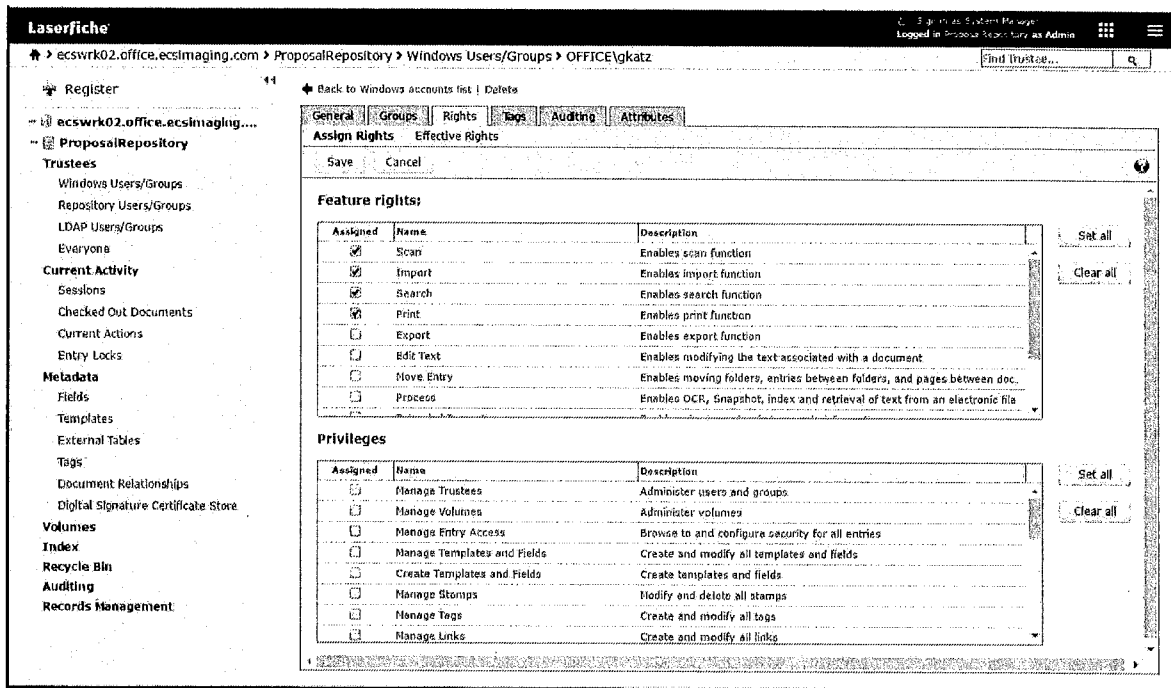 Laserfiche
Sign in as System Manager
Logged in Proposal Repository as Admin
> ecswrk02.office.ecsimaging.com > ProposalRepository > Windows Users/Groups > OFFICE\gkatz
Find Trustee...
Register
ecswrk02.office.ecsimaging....
ProposalRepository
Trustees
Windows Users/Groups
Repository Users/Groups
LDAP Users/Groups
Everyone
Current Activity
Sessions
Checked Out Documents
Current Actions
Entry Locks
Metadata
Fields
Templates
External Tables
Tags
Document Relationships
Digital Signature Certificate Store
Volumes
Index
Recycle Bin
Auditing
Records Management
Back to Windows accounts list | Delete
General Groups Rights Tags Auditing Attributes
Assign Rights Effective Rights
Save Cancel
Feature rights:
Assigned Name Description
Scan Enables scan function
Import Enables import function
Search Enables search function
Print Enables print function
Export Enables export function
Edit Text Enables modifying the text associated with a document
Move Entry Enables moving folders, entries between folders, and pages between doc..
Process Enables OCR, Snapshot, index and retrieval of text from an electronic file
Set all
Clear all
Privileges
Assigned Name Description
Manage Trustees Administer users and groups
Manage Volumes Administer volumes
Manage Entry Access Browse to and configure security for all entries
Manage Templates and Fields Create and modify all templates and fields
Create Templates and Fields Create templates and fields
Manage Stamps Modify and delete all stamps
Manage Tags Create and modify all tags
Manage Links Create and modify all links
Set all
Clear all